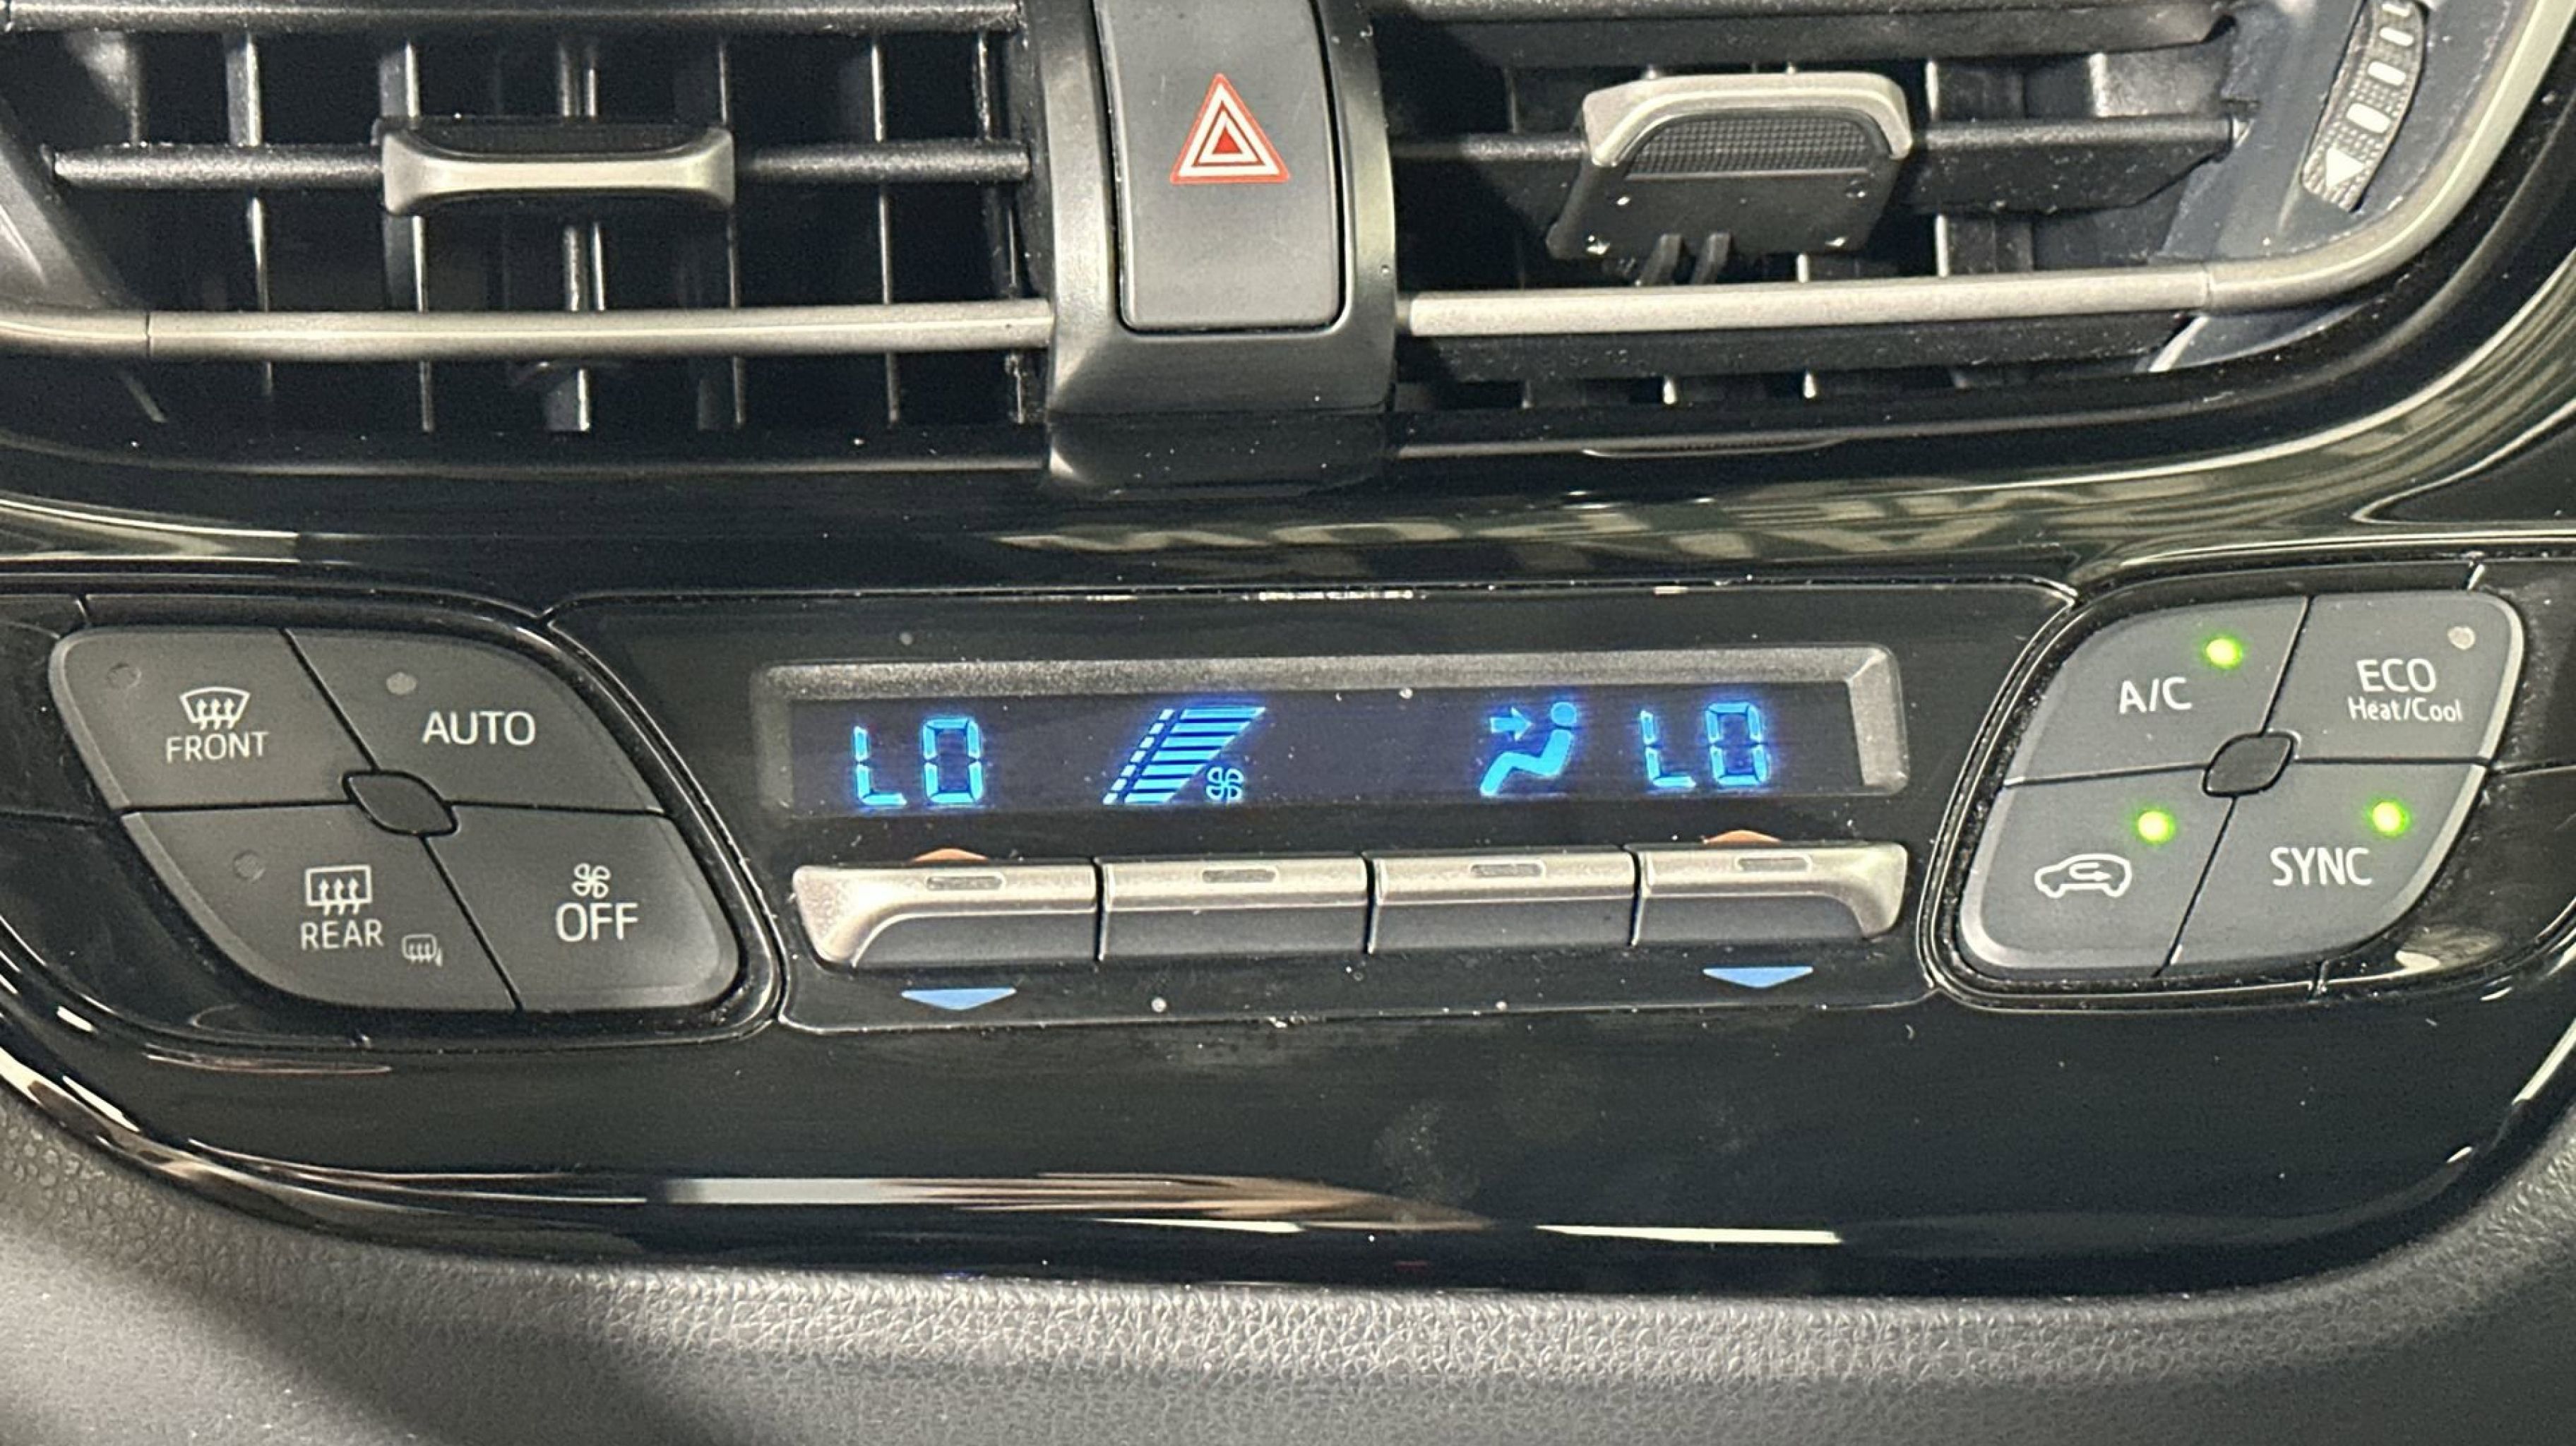 LO LO
FRONT
AUTO
REAR
OFF
A/C
ECO
Heat/Cool
SYNC